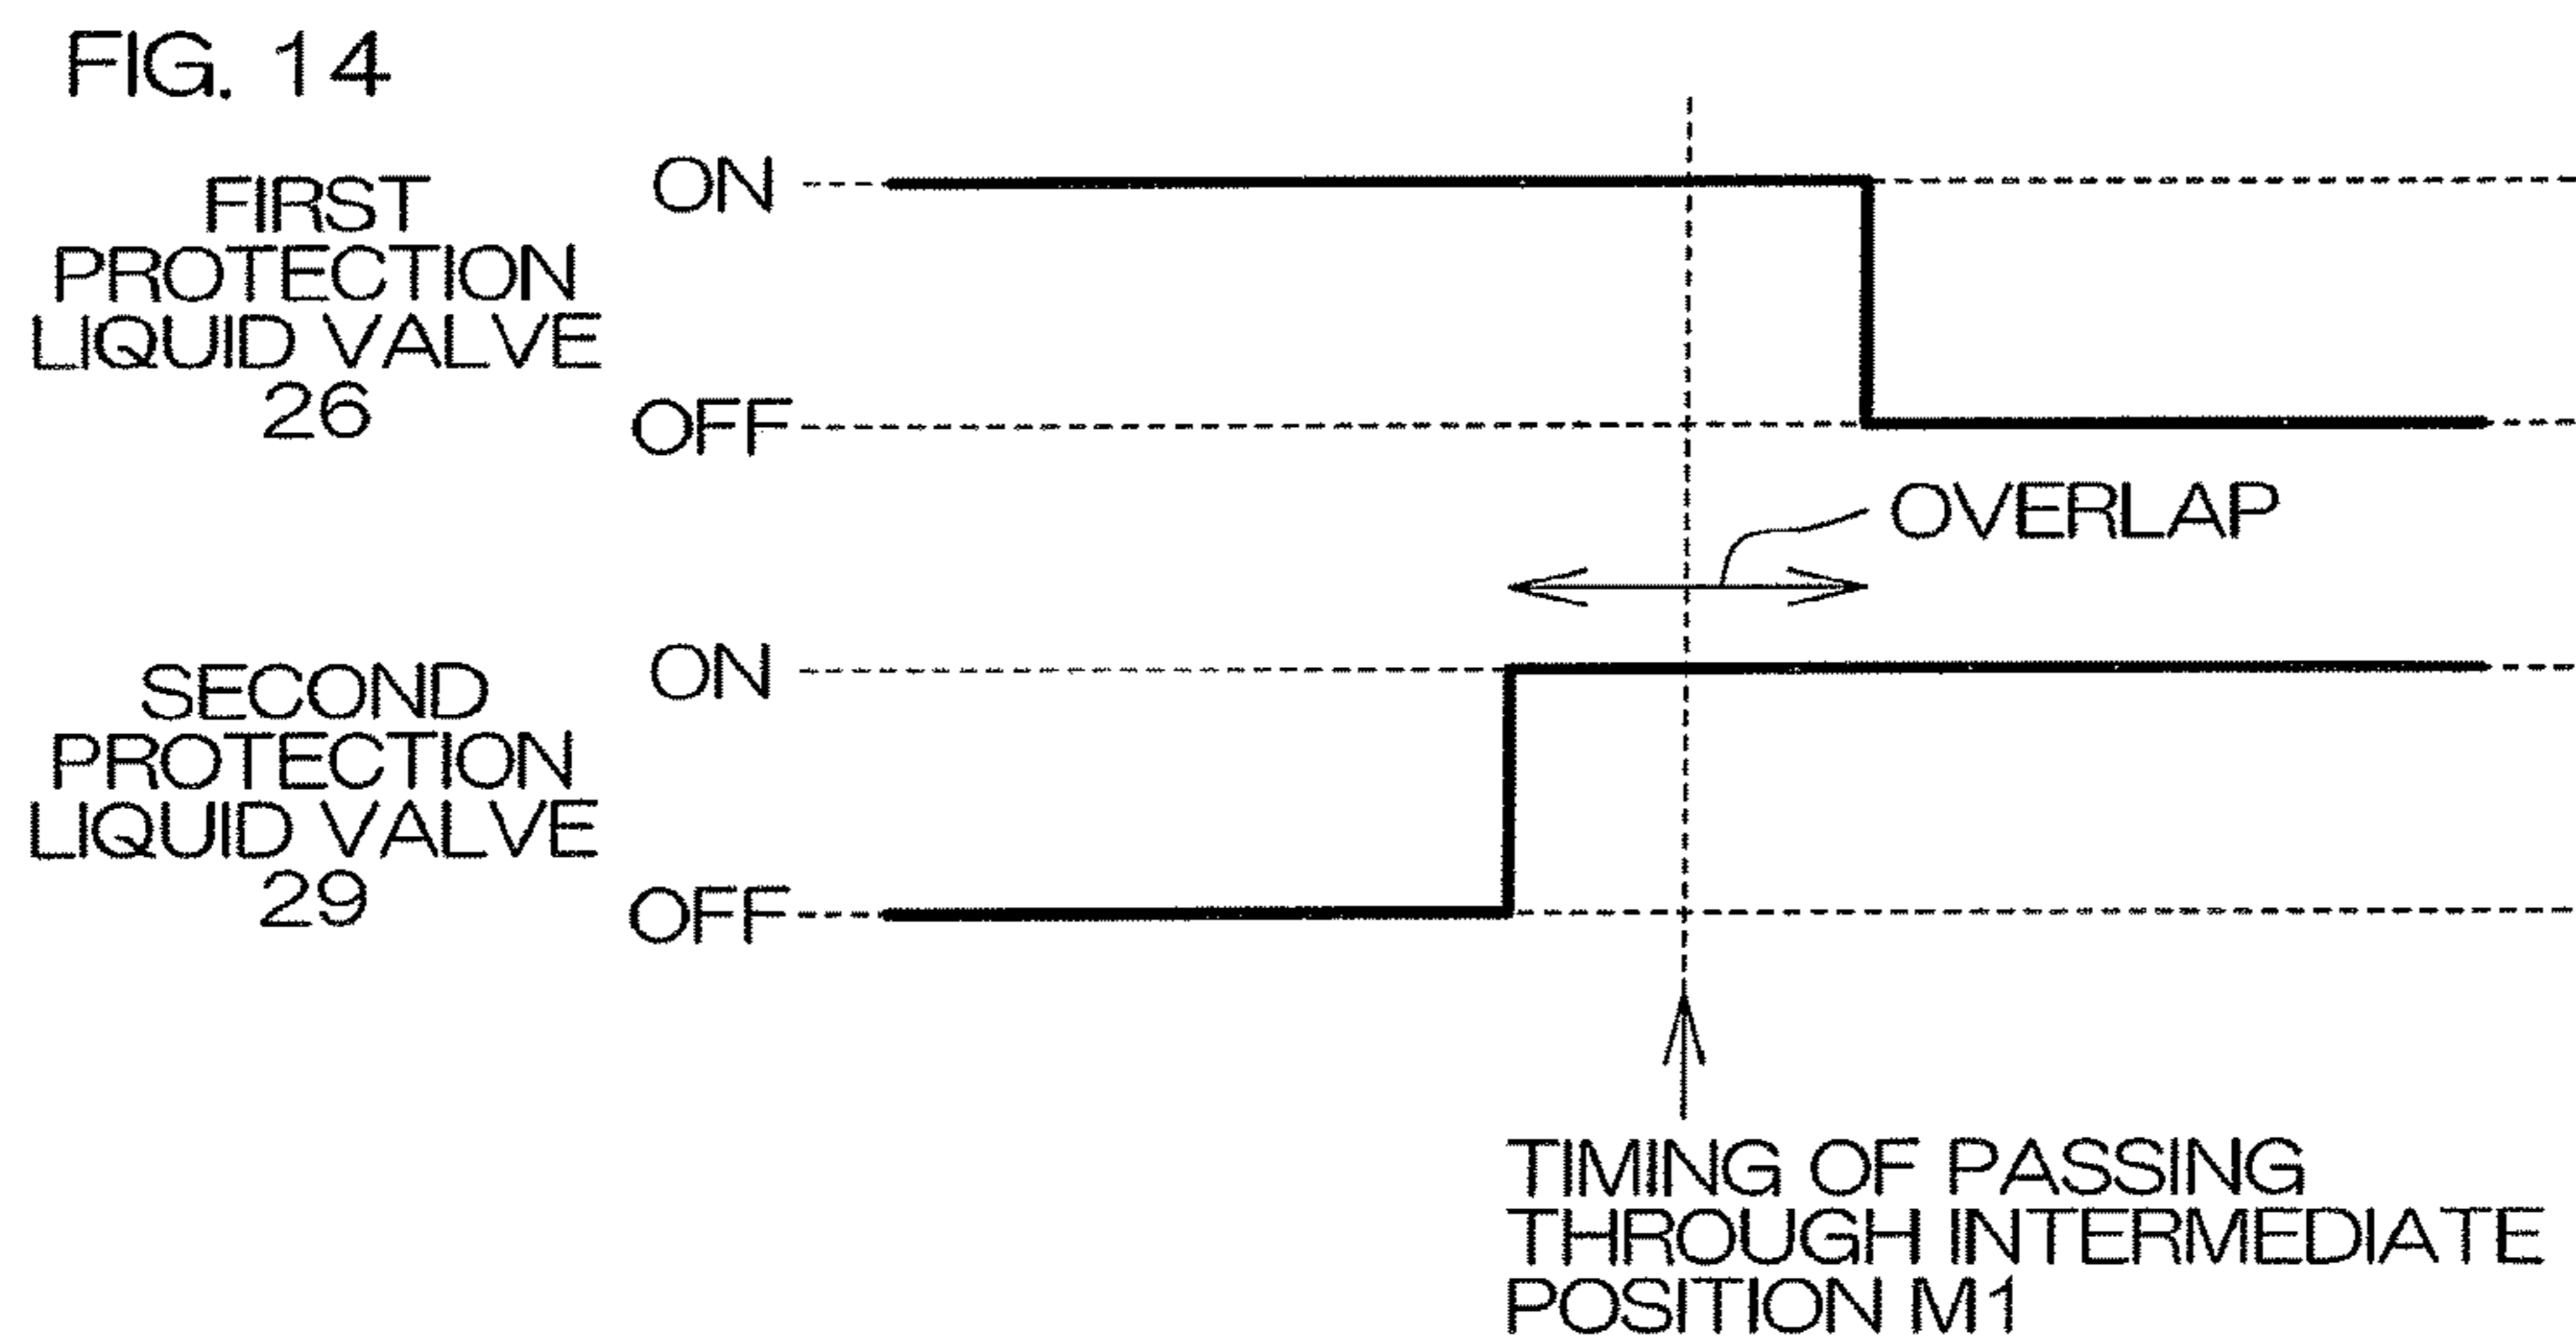 FIG. 14
FIRST
PROTECTION
LIQUID VALVE
26
ON
OFF
OVERLAP
SECOND
PROTECTION
LIQUID VALVE
29
ON
OFF
TIMING OF PASSING
THROUGH INTERMEDIATE
POSITION M1